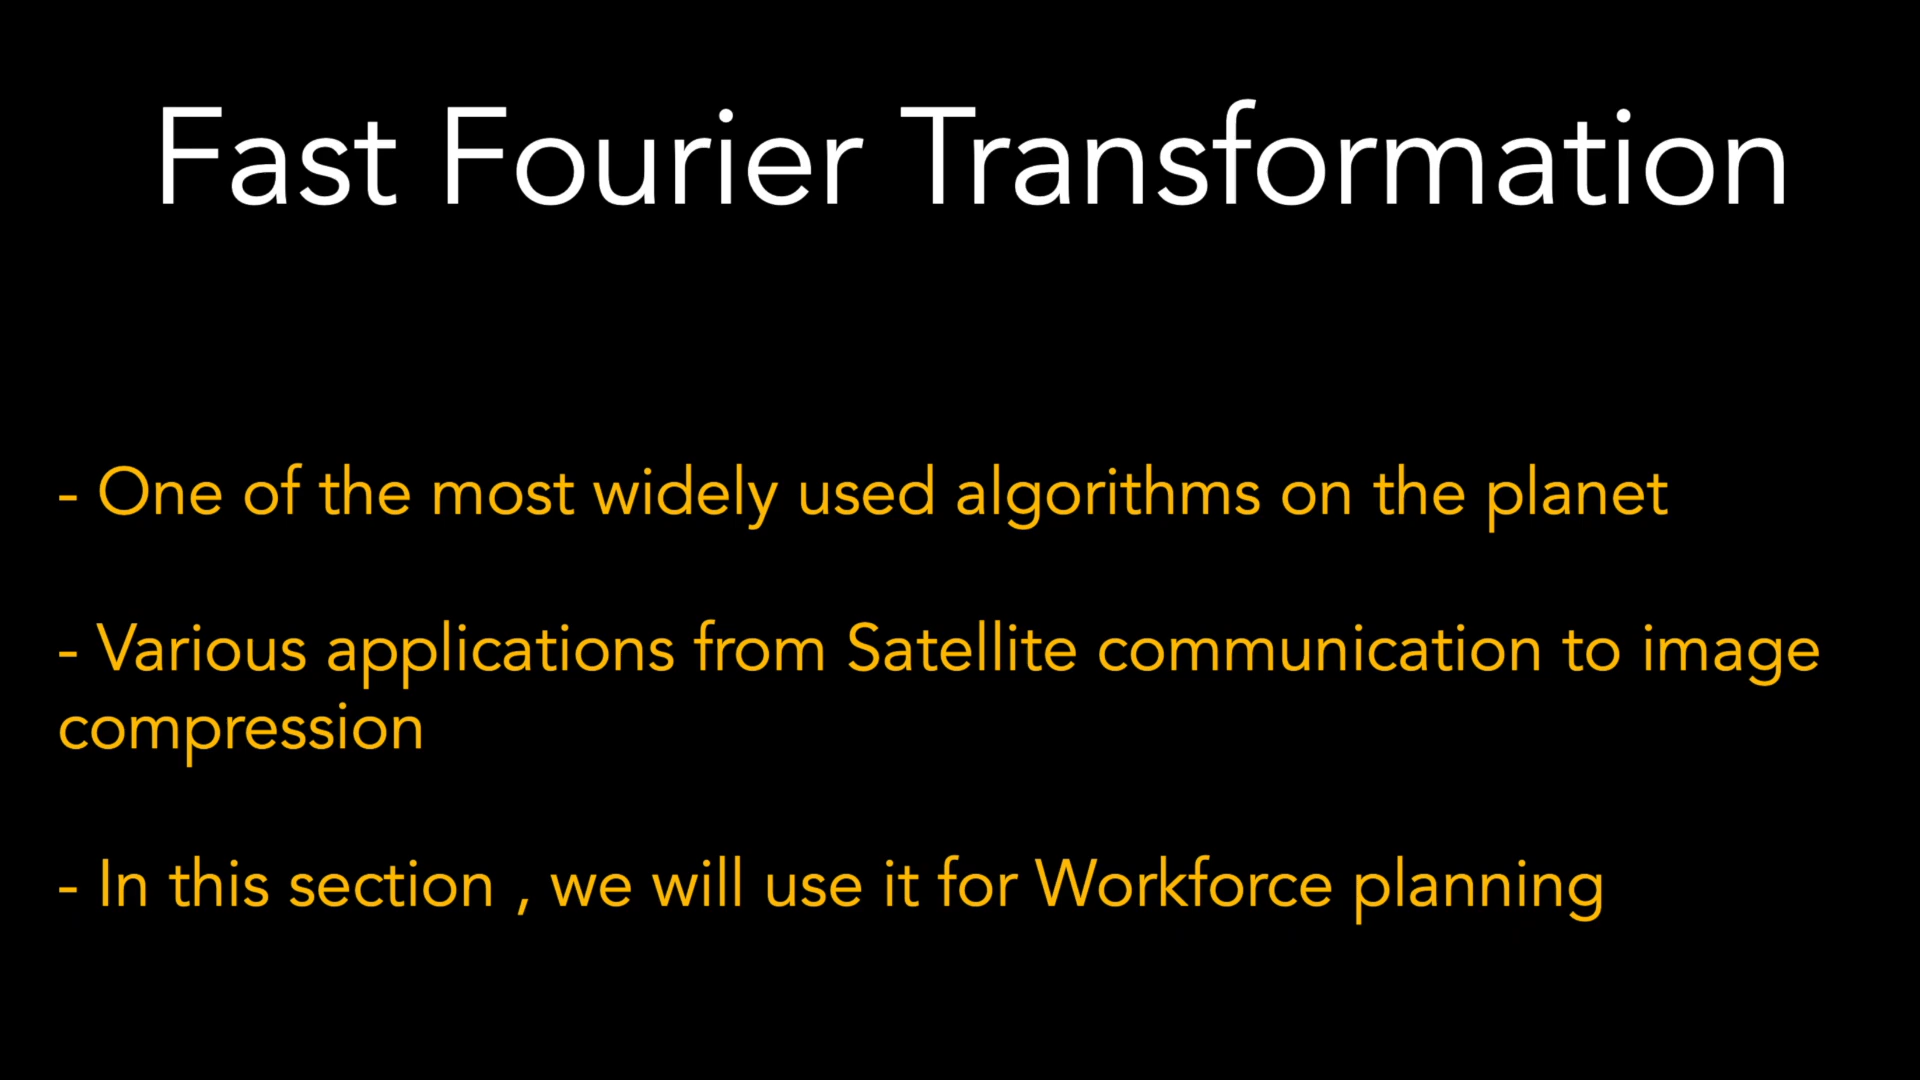 Fast Fourier Transformation
- One of the most widely used algorithms on the planet
- Various applications from Satellite communication to image
compression
- In this section , we will use it for Workforce planning